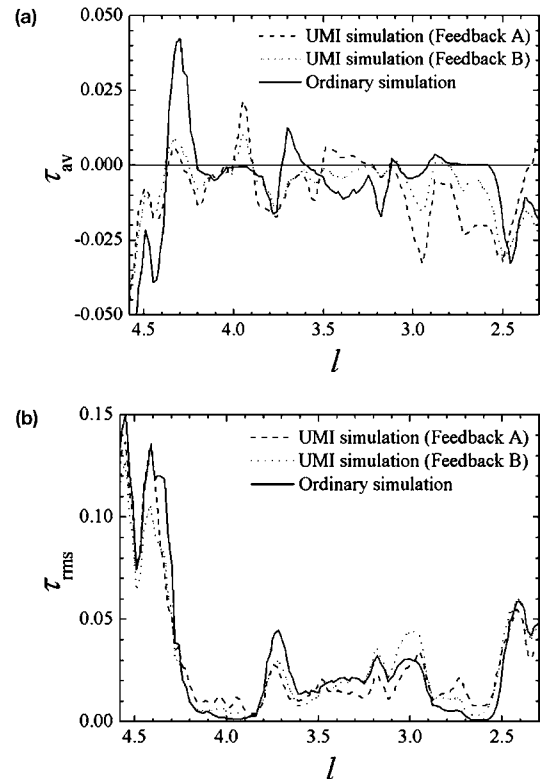 (a)
0.050
0.025
0.000
-0.025
-0.050
τav
UMI simulation (Feedback A)
UMI simulation (Feedback B)
Ordinary simulation
4.5 4.0 3.5 3.0 2.5
l
(b)
0.15
0.10
0.05
0.00
τrms
UMI simulation (Feedback A)
UMI simulation (Feedback B)
Ordinary simulation
4.5 4.0 3.5 3.0 2.5
l